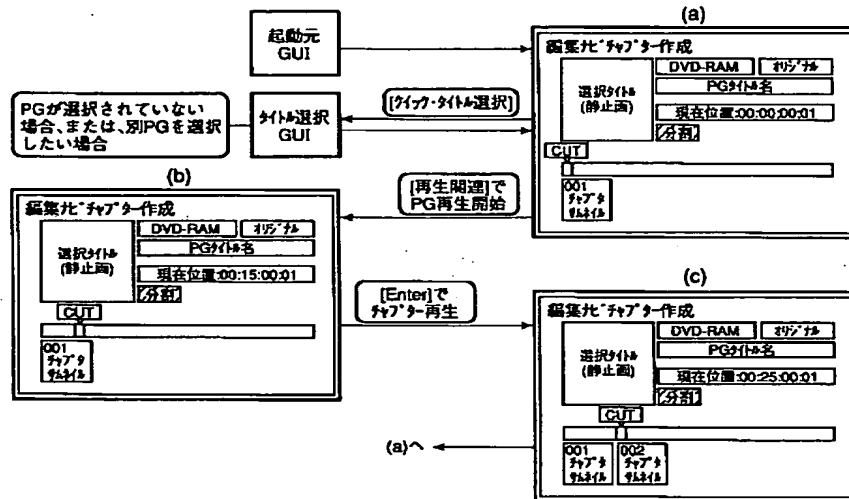 起動元
GUI
PGが選択されていない
場合、または、別PGを選択
したい場合
タイトル選択
GUI
[クイック・タイトル選択]
(a)
編集ナビチャプター作成
DVD-RAM
オリジナル
選択タイトル
(静止画)
PGタイトル名
現在位置:00:00:00:01
分割
CUT
001
チャプタ
サムネイル
[再生関連]で
PG再生開始
(b)
編集ナビチャプター作成
DVD-RAM
オリジナル
選択タイトル
(静止画)
PGタイトル名
現在位置:00:15:00:01
分割
CUT
001
チャプタ
サムネイル
[Enter]で
チャプター再生
(c)
編集ナビチャプター作成
DVD-RAM
オリジナル
選択タイトル
(静止画)
PGタイトル名
現在位置:00:25:00:01
分割
CUT
001
チャプタ
サムネイル
002
チャプタ
サムネイル
(a)へ